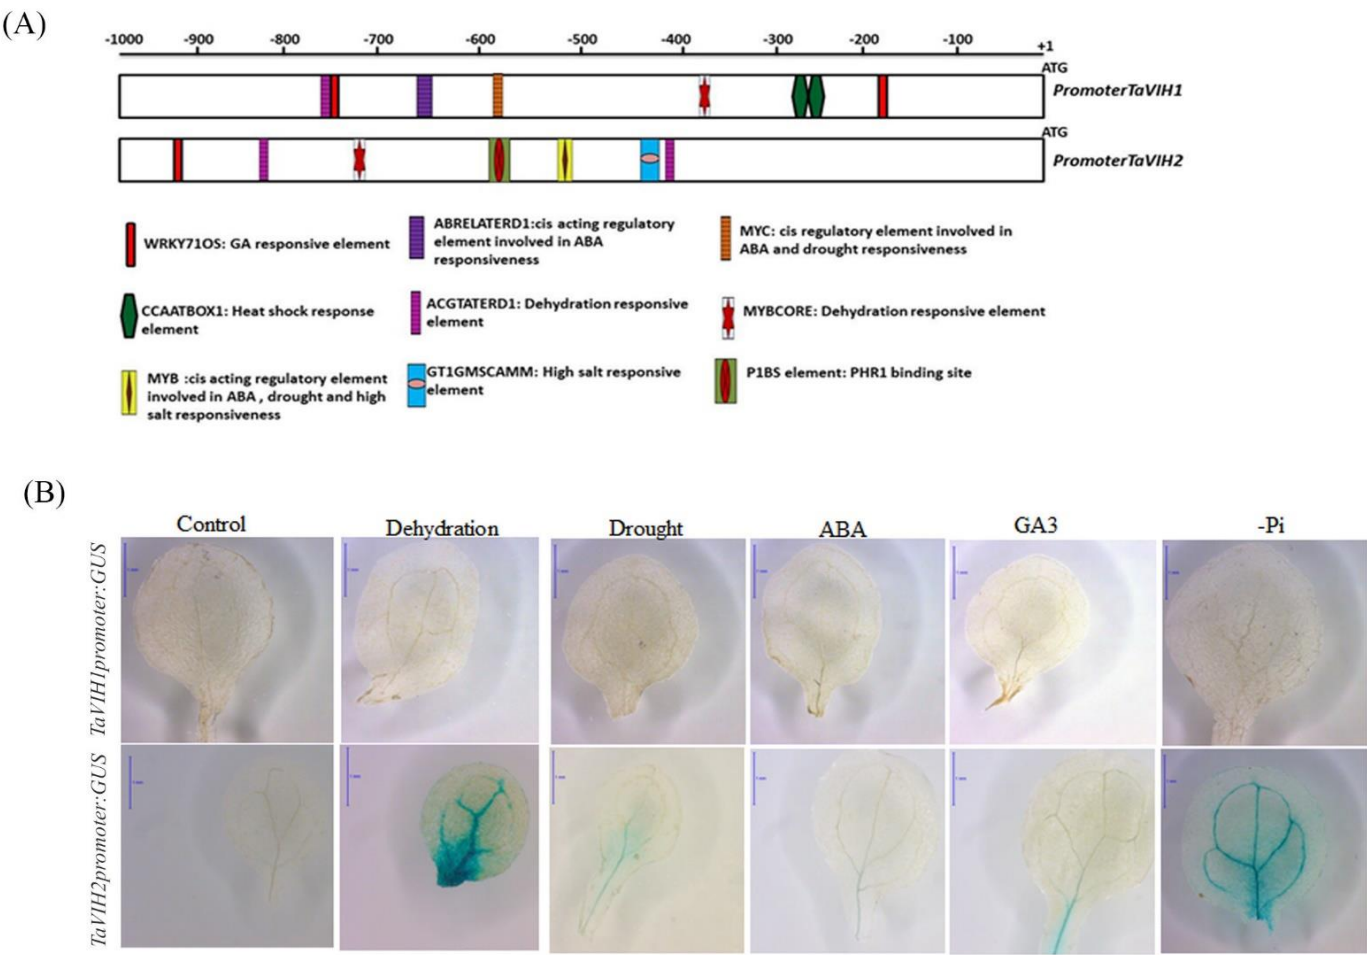 (A)
-1000 -900 -800 -700 -600 -500 -400 -300 -200 -100 +1
ATG
PromoterTaVIH1
ATG
PromoterTaVIH2
WRKY71OS: GA responsive element
ABRELATERD1:cis acting regulatory
element involved in ABA
responsiveness
MYC: cis regulatory element involved in
ABA and drought responsiveness
CCAATBOX1: Heat shock response
element
ACGTATERD1: Dehydration responsive
element
MYBCORE: Dehydration responsive element
MYB :cis acting regulatory element
involved in ABA , drought and high
salt responsiveness
GT1GMSCAMM: High salt responsive
element
P1BS element: PHR1 binding site
(B)
Control Dehydration Drought ABA GA3 -Pi
TaVIH1promoter:GUS
TaVIH2promoter:GUS